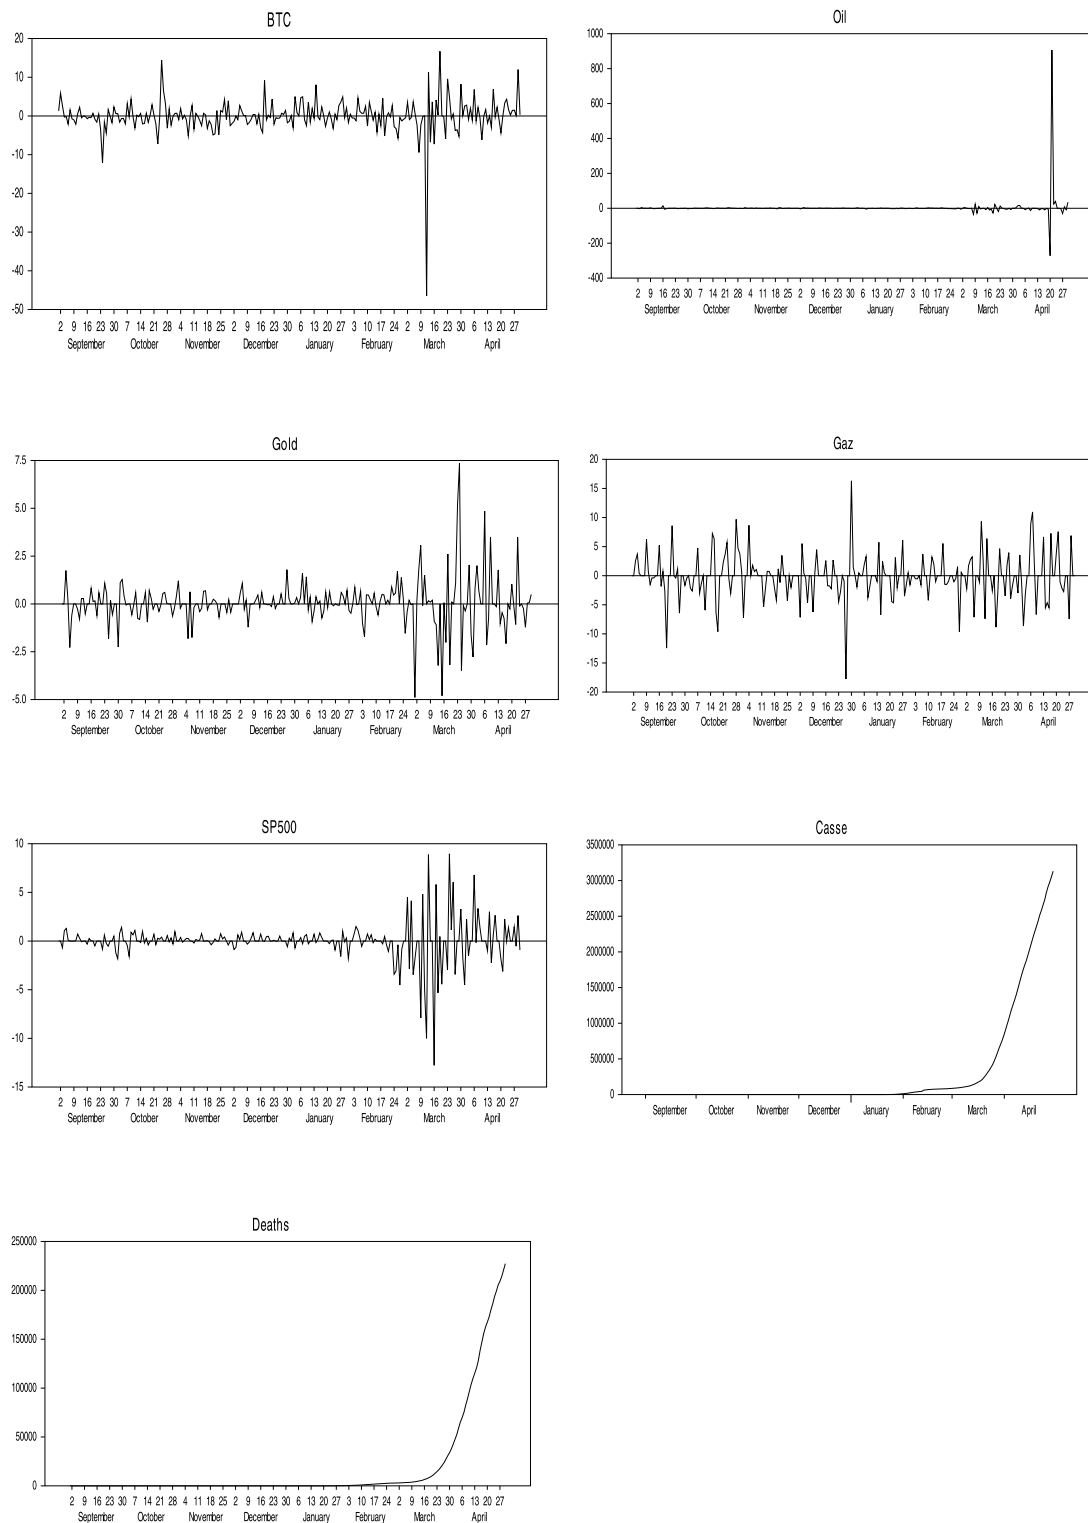 BTC
20
10
0
-10
-20
-30
-40
-50
2 9 16 23 30 7 14 21 28 4 11 18 25 2 9 16 23 30 6 13 20 27 3 10 17 24 2 9 16 23 30 6 13 20 27
September October November December January February March April
Oil
1000
800
600
400
200
0
-200
-400
2 9 16 23 30 7 14 21 28 4 11 18 25 2 9 16 23 30 6 13 20 27 3 10 17 24 2 9 16 23 30 6 13 20 27
September October November December January February March April
Gold
7.5
5.0
2.5
0.0
-2.5
-5.0
2 9 16 23 30 7 14 21 28 4 11 18 25 2 9 16 23 30 6 13 20 27 3 10 17 24 2 9 16 23 30 6 13 20 27
September October November December January February March April
Gaz
20
15
10
5
0
-5
-10
-15
-20
2 9 16 23 30 7 14 21 28 4 11 18 25 2 9 16 23 30 6 13 20 27 3 10 17 24 2 9 16 23 30 6 13 20 27
September October November December January February March April
SP500
10
5
0
-5
-10
-15
2 9 16 23 30 7 14 21 28 4 11 18 25 2 9 16 23 30 6 13 20 27 3 10 17 24 2 9 16 23 30 6 13 20 27
September October November December January February March April
Casse
3500000
3000000
2500000
2000000
1500000
1000000
500000
0
September October November December January February March April
Deaths
250000
200000
150000
100000
50000
0
2 9 16 23 30 7 14 21 28 4 11 18 25 2 9 16 23 30 6 13 20 27 3 10 17 24 2 9 16 23 30 6 13 20 27
September October November December January February March April